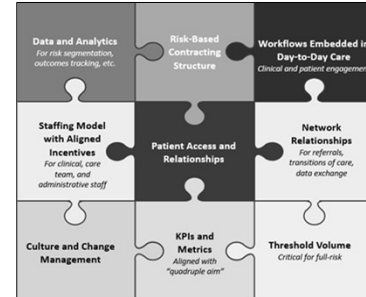 Data and Analytics
For risk segmentation,
outcomes tracking, etc.
Risk-Based
Contracting
Structure
Workflows Embedded in
Day-to-Day Care
Clinical and patient engagement
Staffing Model
with Aligned
Incentives
For clinical, care
team, and
administrative staff
Patient Access and
Relationships
Network
Relationships
For referrals,
transitions of care,
data exchange
Culture and Change
Management
KPIs and
Metrics
Aligned with
"quadruple aim"
Threshold Volume
Critical for full-risk